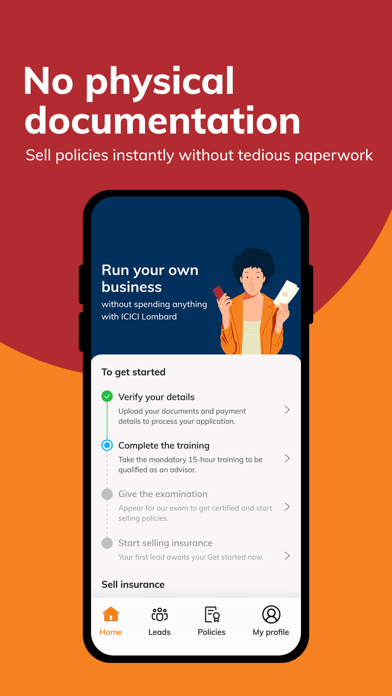 No physical
documentation
Sell policies instantly without tedious paperwork
Run your own
business
without spending anything
with ICICI Lombard
To get started
Verify your details
Upload your documents and payment
details to process your application.
Complete the training
Take the mandatory 15-hour training to be
qualified as an advisor.
Give the examination
Appear for our exam to get certified and start
selling policies.
Start selling insurance
Your first lead awaits you! Get started now.
Sell insurance
Home
Leads
Policies
My profile